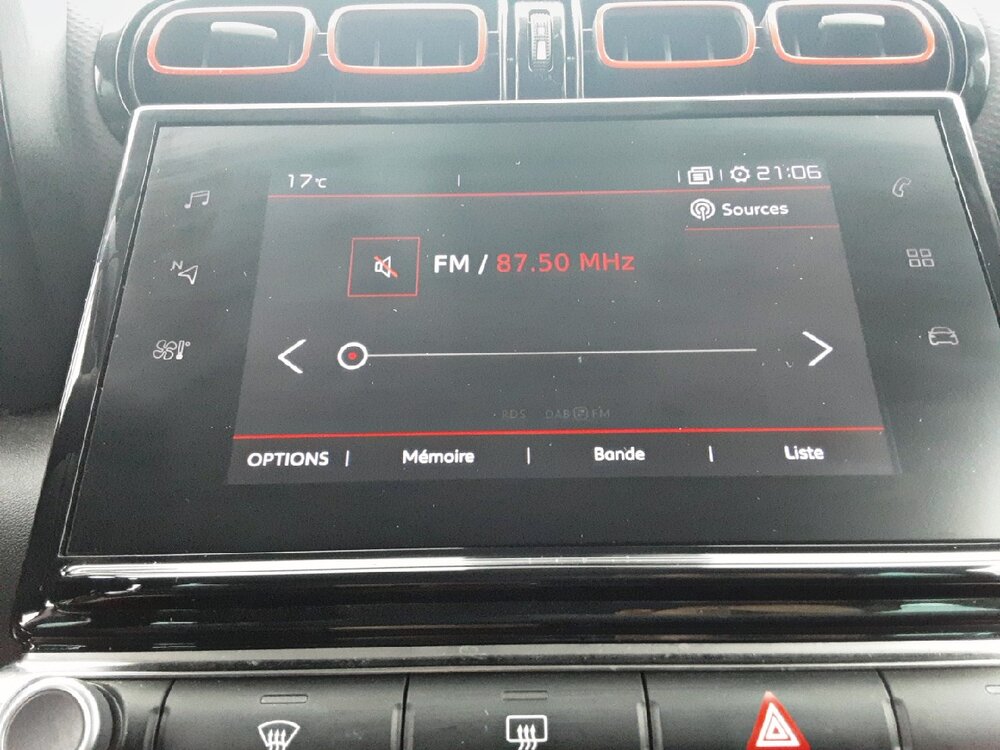 17°c
21:06
Sources
FM / 87.50 MHz
N
RDS DAB FM
OPTIONS | Mémoire | Bande | Liste